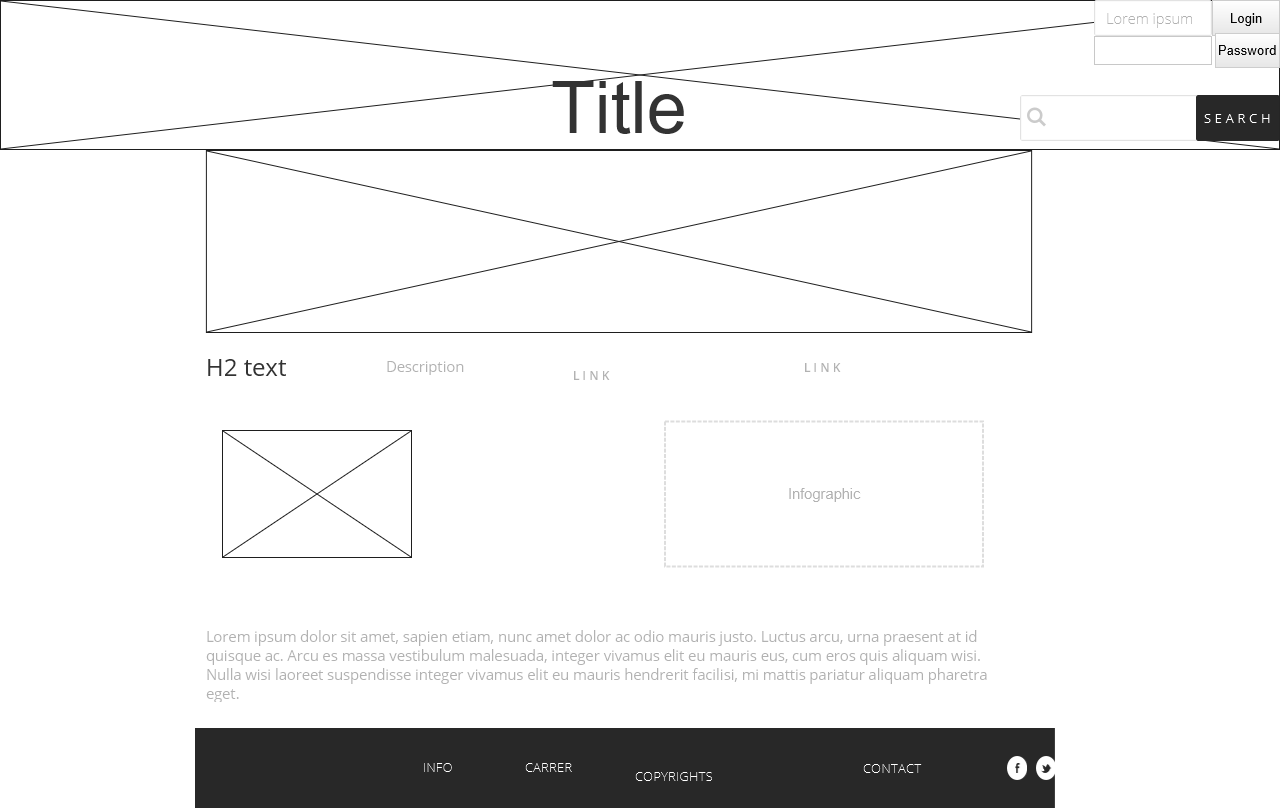 Lorem ipsum
Login
Password
Title
SEARCH
H2 text
Description
LINK
LINK
Infographic
Lorem ipsum dolor sit amet, sapien etiam, nunc amet dolor ac odio mauris justo. Luctus arcu, urna praesent at id
quisque ac. Arcu es massa vestibulum malesuada, integer vivamus elit eu mauris eus, cum eros quis aliquam wisi.
Nulla wisi laoreet suspendisse integer vivamus elit eu mauris hendrerit facilisi, mi mattis pariatur aliquam pharetra
eget.
INFO
CARRER
COPYRIGHTS
CONTACT